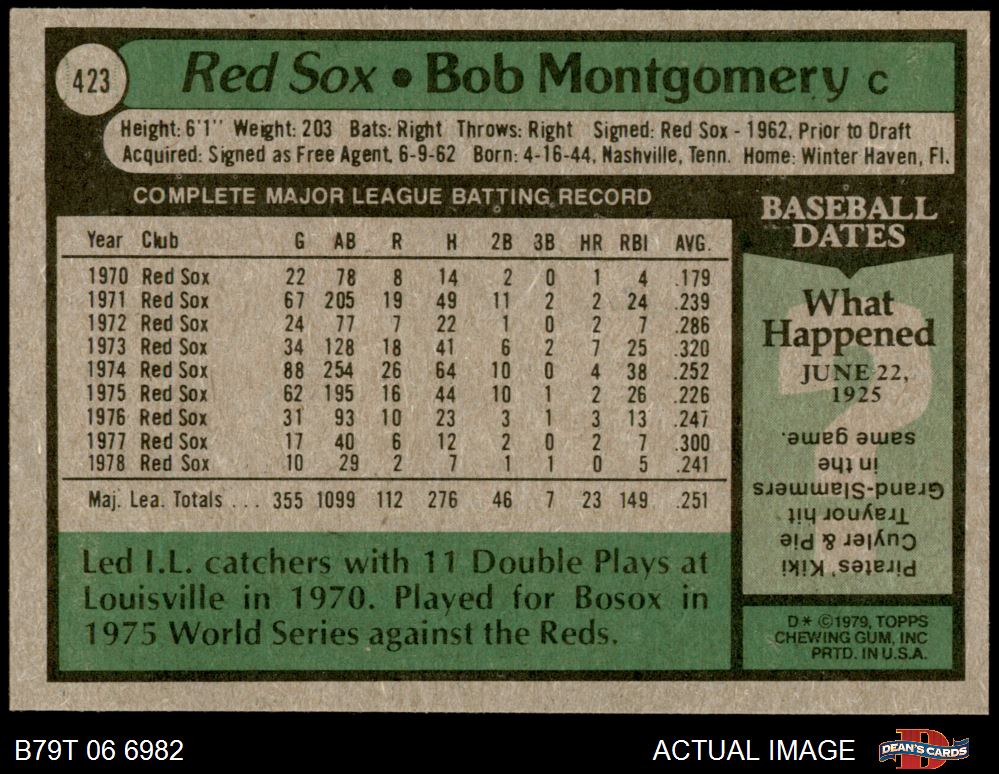 423
Red Sox • Bob Montgomery C
Height: 6'1" Weight: 203 Bats: Right Throws: Right Signed: Red Sox - 1962, Prior to Draft
Acquired: Signed as Free Agent, 6-9-62 Born: 4-16-44, Nashville, Tenn. Home: Winter Haven, Fl.
COMPLETE MAJOR LEAGUE BATTING RECORD
Year Club G AB R H 2B 3B HR RBI AVG.
1970 Red Sox 22 78 8 14 2 0 1 4 .179
1971 Red Sox 67 205 19 49 11 2 2 24 .239
1972 Red Sox 24 77 7 22 1 0 2 7 .286
1973 Red Sox 34 128 18 41 6 2 7 25 .320
1974 Red Sox 88 254 26 64 10 0 4 38 .252
1975 Red Sox 62 195 16 44 10 1 2 26 .226
1976 Red Sox 31 93 10 23 3 1 3 13 .247
1977 Red Sox 17 40 6 12 2 0 2 7 .300
1978 Red Sox 10 29 2 7 1 1 0 5 .241
Maj. Lea. Totals ... 355 1099 112 276 46 7 23 149 .251
Led I.L. catchers with 11 Double Plays at
Louisville in 1970. Played for Bosox in
1975 World Series against the Reds.
BASEBALL
DATES
What
Happened
JUNE 22,
1925
?
Pirates' Kiki
Cuyler & Pie
Traynor hit
Grand-Slammers
in the
same game.
D* ©1979, TOPPS
CHEWING GUM, INC
PRTD. IN U.S.A.
B79T 06 6982
ACTUAL IMAGE
D
DEAN'S CARDS